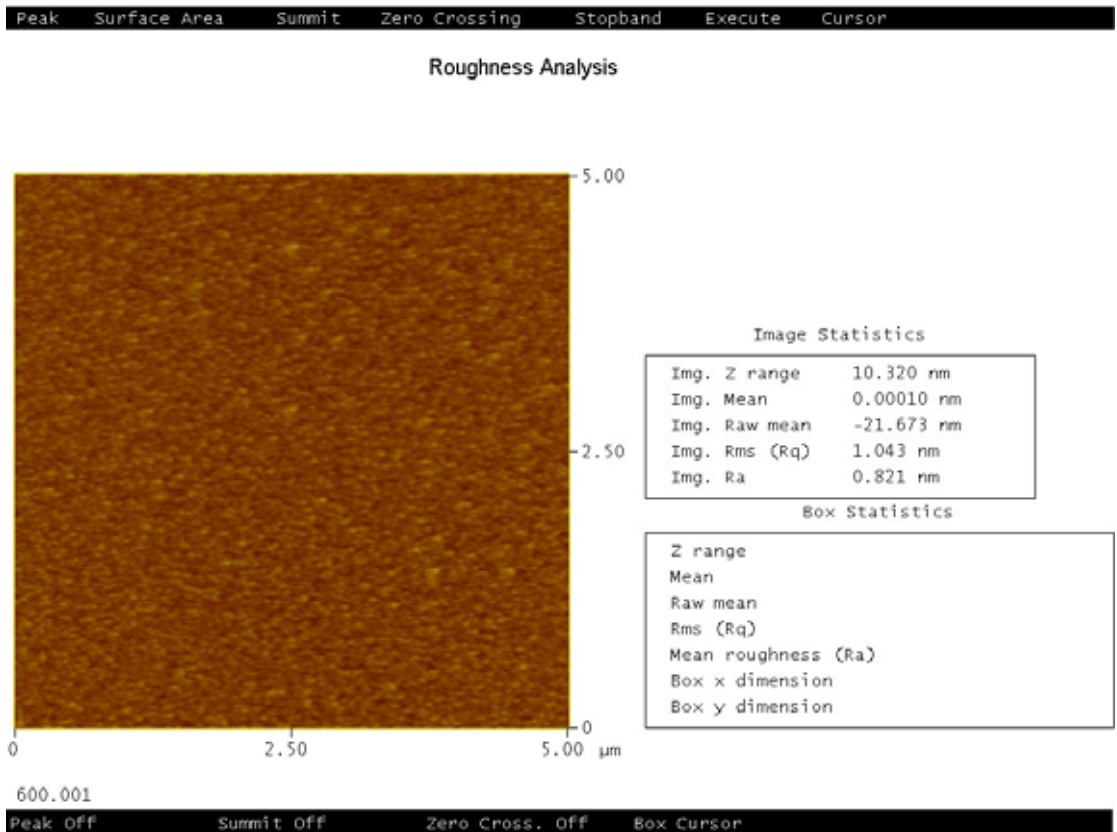 Peak Surface Area Summit Zero Crossing Stopband Execute Cursor
Roughness Analysis
5.00
2.50
0
0 2.50 5.00 µm
Image Statistics
Img. Z range 10.320 nm
Img. Mean 0.00010 nm
Img. Raw mean -21.673 nm
Img. Rms (Rq) 1.043 nm
Img. Ra 0.821 nm
Box Statistics
Z range
Mean
Raw mean
Rms (Rq)
Mean roughness (Ra)
Box x dimension
Box y dimension
600.001
Peak Off Summit Off Zero Cross. Off Box Cursor